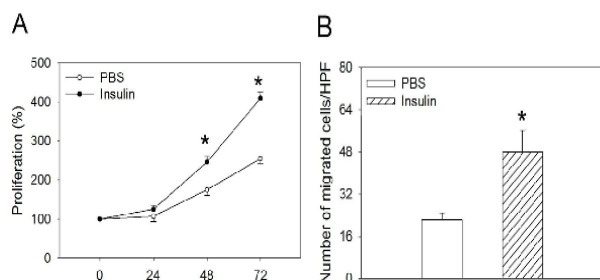 A
Proliferation (%)
500
400
300
200
100
0
PBS
Insulin
*
*
0 24 48 72
B
Number of migrated cells/HPF
80
64
48
32
16
0
PBS
Insulin
*